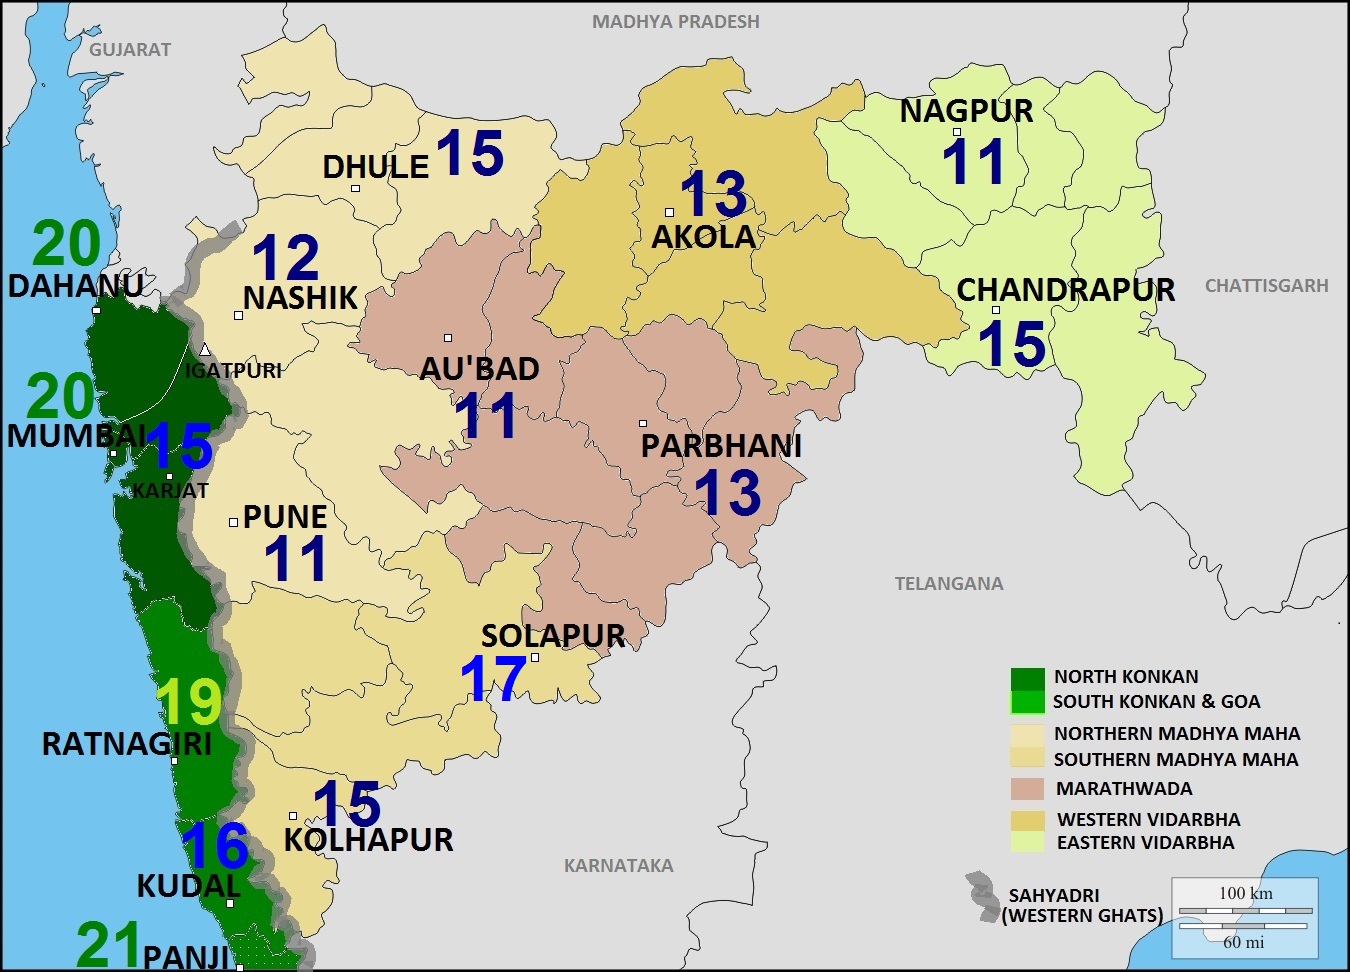 MADHYA PRADESH
GUJARAT
NAGPUR
11
DHULE 15
13
AKOLA
20
DAHANU
12
NASHIK
CHANDRAPUR
15
CHATTISGARH
IGATPURI
AU'BAD
11
20
MUMBAI
15
KARJAT
PARBHANI
13
PUNE
11
TELANGANA
SOLAPUR
17
19
RATNAGIRI
15
KOLHAPUR
16
KUDAL
21
PANJI
KARNATAKA
NORTH KONKAN
SOUTH KONKAN & GOA
NORTHERN MADHYA MAHA
SOUTHERN MADHYA MAHA
MARATHWADA
WESTERN VIDARBHA
EASTERN VIDARBHA
SAHYADRI
(WESTERN GHATS)
100 km
60 mi